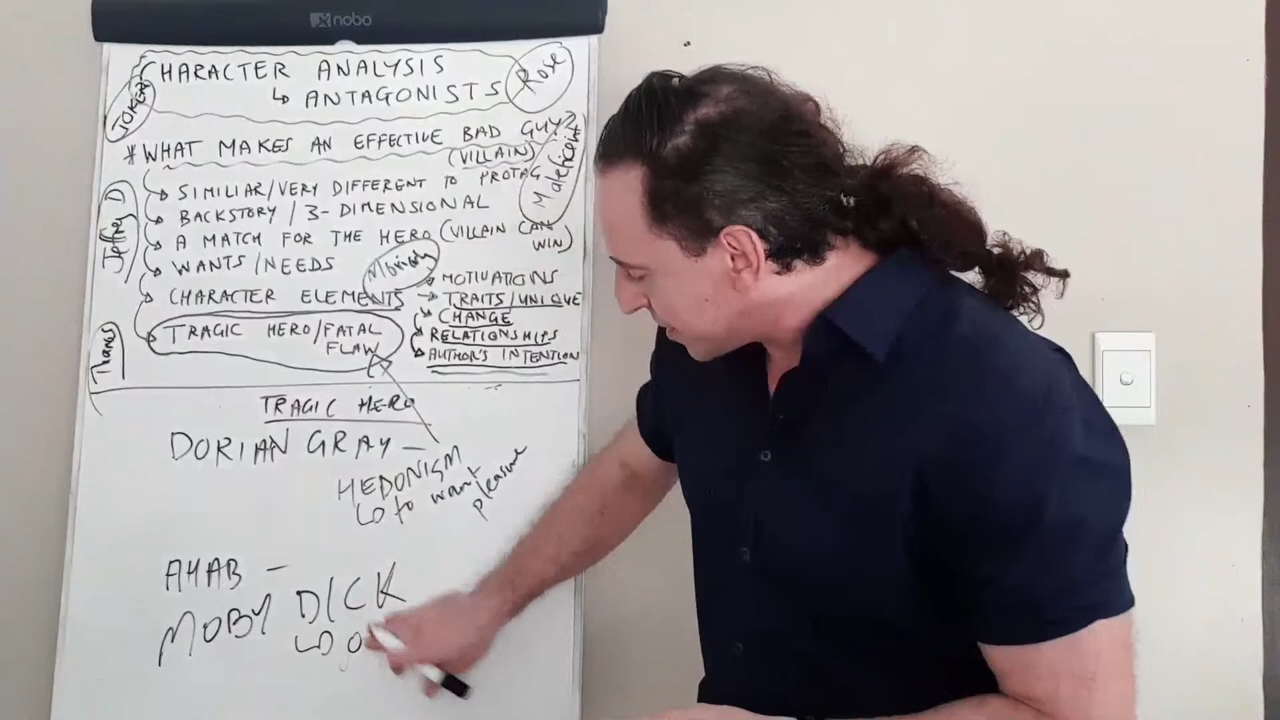 nobo
CHARACTER ANALYSIS
↳ ANTAGONISTS
JOKER
Rose
* WHAT MAKES AN EFFECTIVE BAD GUY
(VILLAIN)
Maleficient
SIMILIAR/VERY DIFFERENT to PROTAG
BACKSTORY / 3-DIMENSIONAL
A MATCH FOR THE HERO (VILLAIN CAN
WIN)
WANTS/NEEDS
Moriarty
Jeffrey D
CHARACTER ELEMENTS
MOTIVATIONS
TRAITS/UNIQUE
CHANGE
RELATIONSHIPS
AUTHOR'S INTENTION
TRAGIC HERO/FATAL
FLAW
Thanos
TRAGIC HERO
DORIAN GRAY –
HEDONISM
↳ to want
pleasure
AHAB –
MOBY DICK
↳ o